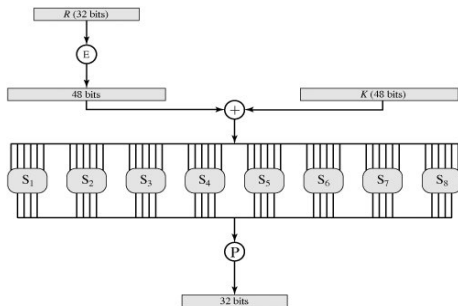 R (32 bits)
E
48 bits
K (48 bits)
+
S1 S2 S3 S4 S5 S6 S7 S8
P
32 bits